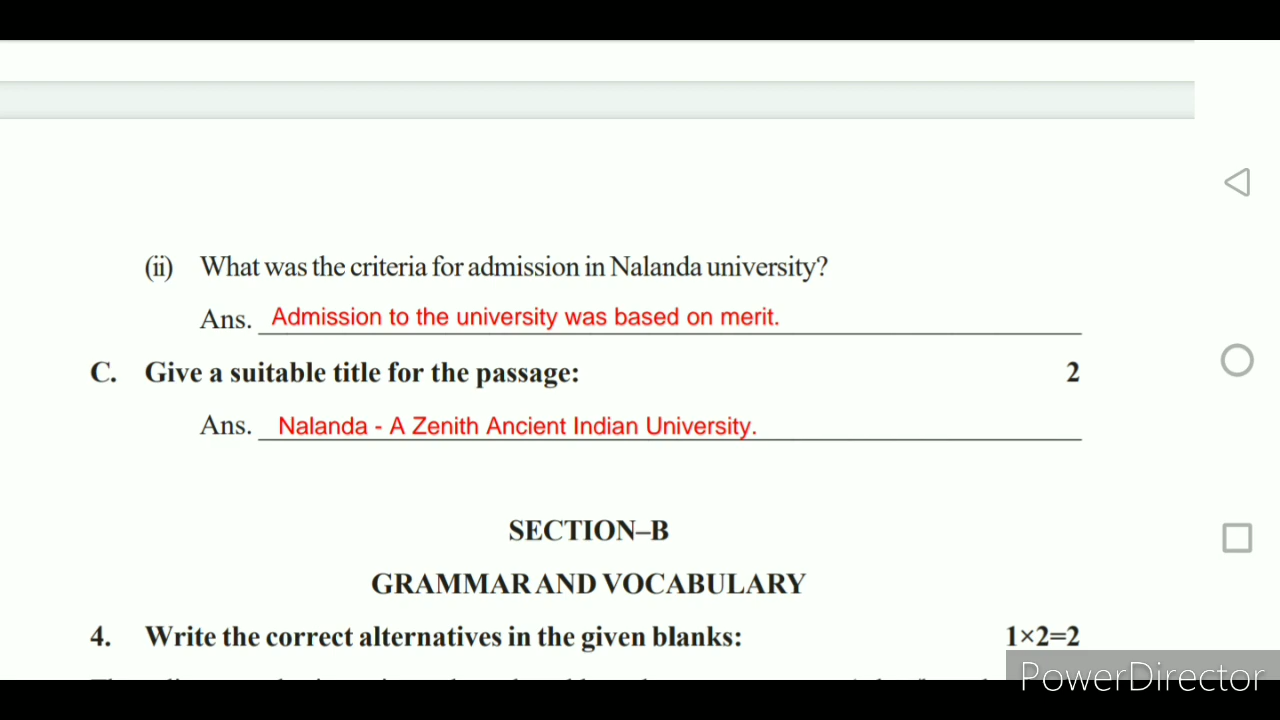 (ii) What was the criteria for admission in Nalanda university?
Ans. Admission to the university was based on merit.
C. Give a suitable title for the passage: 2
Ans. Nalanda - A Zenith Ancient Indian University.
SECTION–B
GRAMMAR AND VOCABULARY
4. Write the correct alternatives in the given blanks: 1×2=2
PowerDirector